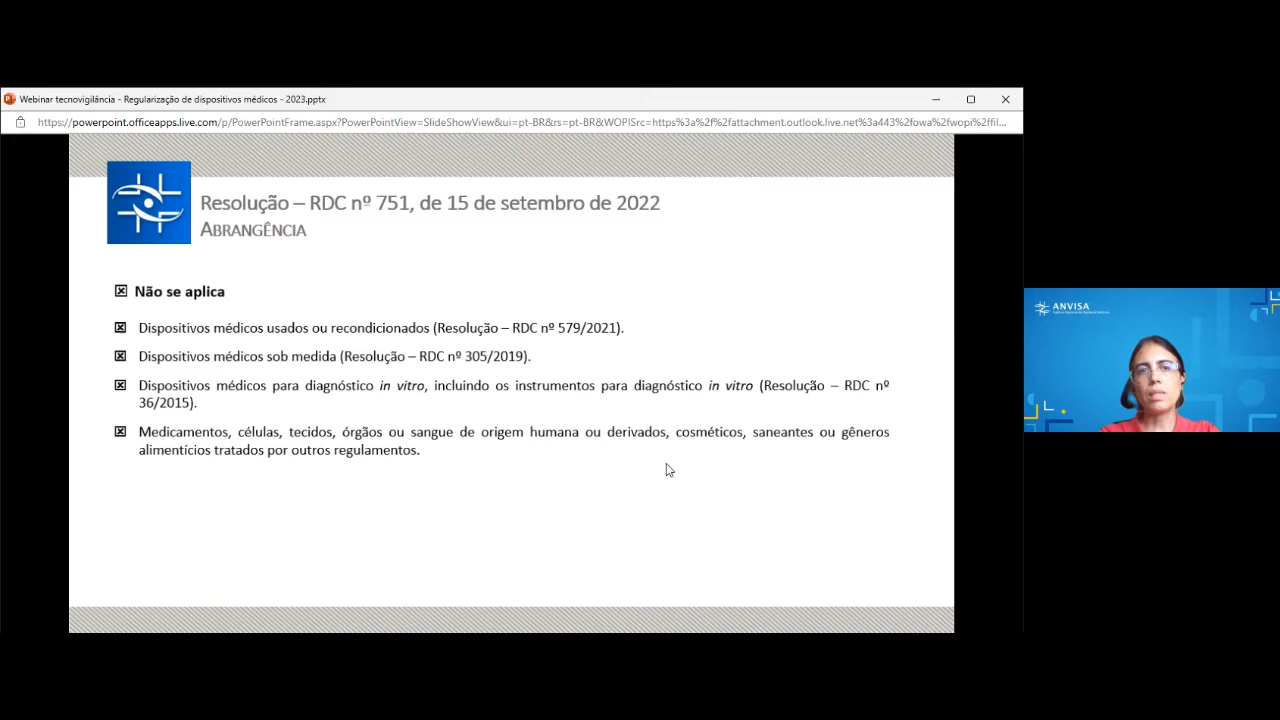 Webinar tecnovigilância - Regularização de dispositivos médicos - 2023.pptx
https://powerpoint.officeapps.live.com/p/PowerPointFrame.aspx?PowerPointView=SlideShowView&ui=pt-BR&rs=pt-BR&WOPISrc=https%3a%2f%2fattachment.outlook.live.net%3a443%2fowa%2fwopi%2ffil...
Resolução – RDC nº 751, de 15 de setembro de 2022
ABRANGÊNCIA
Não se aplica
Dispositivos médicos usados ou recondicionados (Resolução – RDC nº 579/2021).
Dispositivos médicos sob medida (Resolução – RDC nº 305/2019).
Dispositivos médicos para diagnóstico in vitro, incluindo os instrumentos para diagnóstico in vitro (Resolução – RDC nº
36/2015).
Medicamentos, células, tecidos, órgãos ou sangue de origem humana ou derivados, cosméticos, saneantes ou gêneros
alimentícios tratados por outros regulamentos.
ANVISA